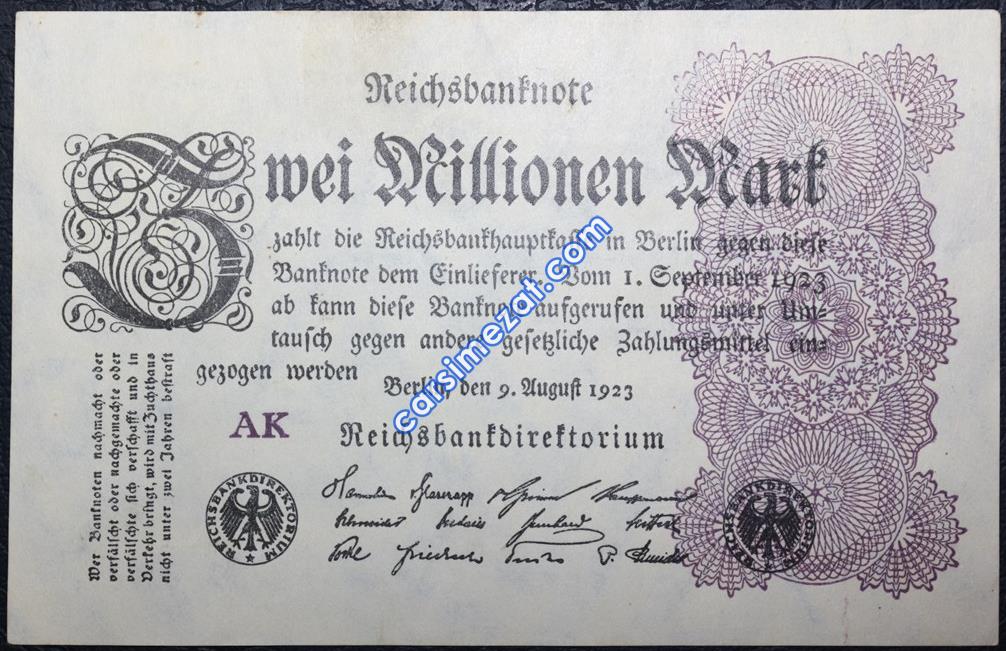 Reichsbanknote
Zwei Millionen Mark
zahlt die Reichsbankhauptkasse in Berlin gegen diese
Banknote dem Einlieferer. Vom 1. September 1923
ab kann diese Banknote aufgerufen und unter Um=
tausch gegen andere gesetzliche Zahlungsmittel ein=
gezogen werden
Berlin, den 9. August 1923
AK
Reichsbankdirektorium
REICHSBANKDIREKTORIUM
REICHSBANKDIREKTORIUM
Wer Banknoten nachmacht oder
verfälscht oder nachgemachte oder
verfälschte sich verschafft und in
Verkehr bringt, wird mit Zuchthaus
nicht unter zwei Jahren bestraft
carsimezat.com